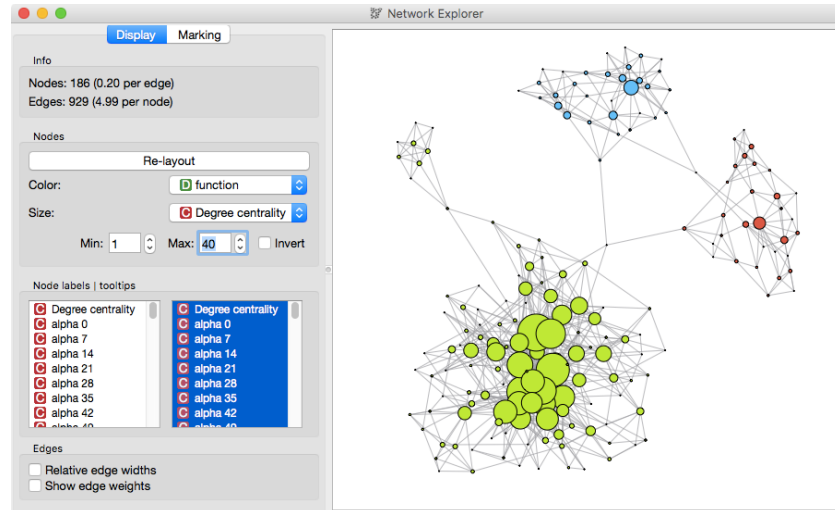 Network Explorer
Display Marking
Info
Nodes: 186 (0.20 per edge)
Edges: 929 (4.99 per node)
Nodes
Re-layout
Color: D function
Size: C Degree centrality
Min: 1 Max: 40 Invert
Node labels | tooltips
C Degree centrality C Degree centrality
C alpha 0 C alpha 0
C alpha 7 C alpha 7
C alpha 14 C alpha 14
C alpha 21 C alpha 21
C alpha 28 C alpha 28
C alpha 35 C alpha 35
C alpha 42 C alpha 42
Edges
Relative edge widths
Show edge weights